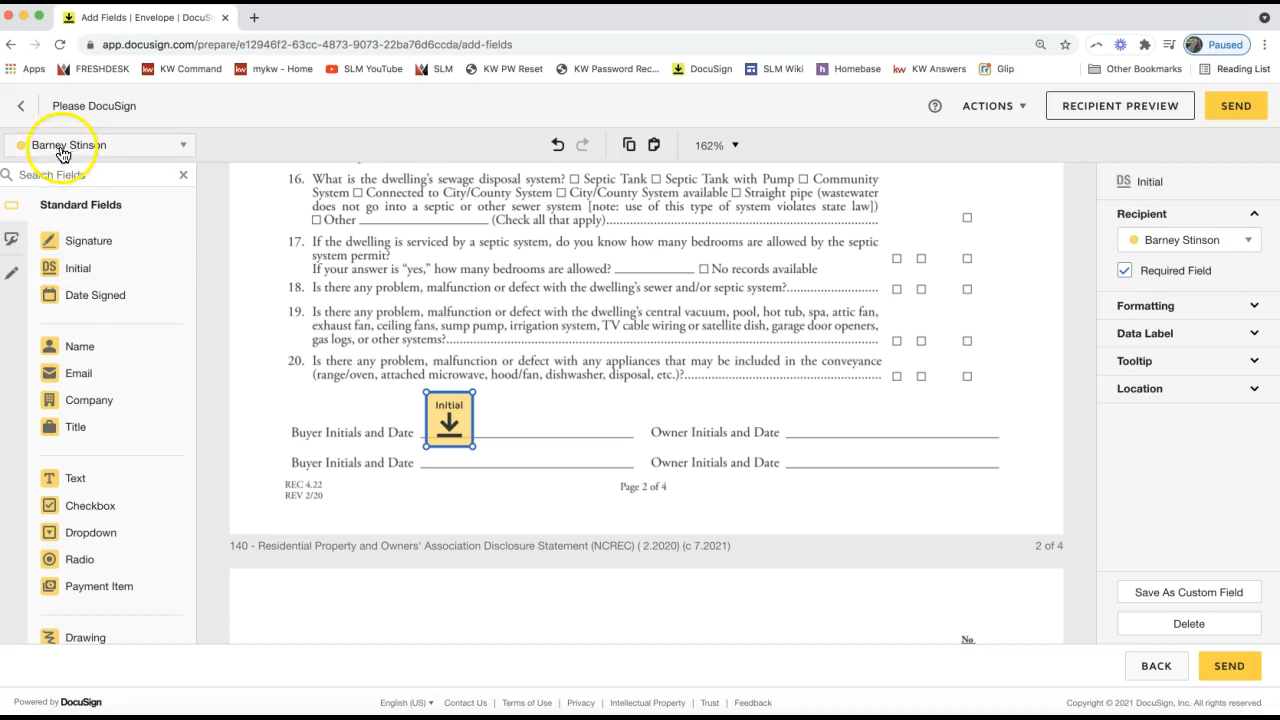 Add Fields | Envelope | DocuSi
app.docusign.com/prepare/e12946f2-63cc-4873-9073-22ba76d6ccda/add-fields
Paused
Apps FRESHDESK KW Command mykw - Home SLM YouTube SLM KW PW Reset KW Password Rec... DocuSign SLM Wiki Homebase KW Answers Glip Other Bookmarks Reading List
Please DocuSign
ACTIONS
RECIPIENT PREVIEW
SEND
Barney Stinson
162%
Search Fields
Standard Fields
Signature
DS Initial
Date Signed
Name
Email
Company
Title
Text
Checkbox
Dropdown
Radio
Payment Item
Drawing
16. What is the dwelling's sewage disposal system? ☐ Septic Tank ☐ Septic Tank with Pump ☐ Community
System ☐ Connected to City/County System ☐ City/County System available ☐ Straight pipe (wastewater
does not go into a septic or other sewer system [note: use of this type of system violates state law])
☐ Other ____________________ (Check all that apply)..................................................................... ☐
17. If the dwelling is serviced by a septic system, do you know how many bedrooms are allowed by the septic
system permit? ☐ ☐ ☐
If your answer is “yes,” how many bedrooms are allowed? ____________ ☐ No records available
18. Is there any problem, malfunction or defect with the dwelling's sewer and/or septic system?....................... ☐ ☐ ☐
19. Is there any problem, malfunction or defect with the dwelling's central vacuum, pool, hot tub, spa, attic fan,
exhaust fan, ceiling fans, sump pump, irrigation system, TV cable wiring or satellite dish, garage door openers,
gas logs, or other systems?.............................................................................................................. ☐ ☐ ☐
20. Is there any problem, malfunction or defect with any appliances that may be included in the conveyance
(range/oven, attached microwave, hood/fan, dishwasher, disposal, etc.)?.................................................. ☐ ☐ ☐
Initial
Buyer Initials and Date ____________________ Owner Initials and Date ____________________
Buyer Initials and Date ____________________ Owner Initials and Date ____________________
REC 4.22
REV 2/20
Page 2 of 4
140 - Residential Property and Owners' Association Disclosure Statement (NCREC) ( 2.2020) (c 7.2021) 2 of 4
No
DS Initial
Recipient
Barney Stinson
Required Field
Formatting
Data Label
Tooltip
Location
Save As Custom Field
Delete
BACK
SEND
Powered by DocuSign
English (US) Contact Us | Terms of Use | Privacy | Intellectual Property | Trust | Feedback
Copyright © 2021 DocuSign, Inc. All rights reserved